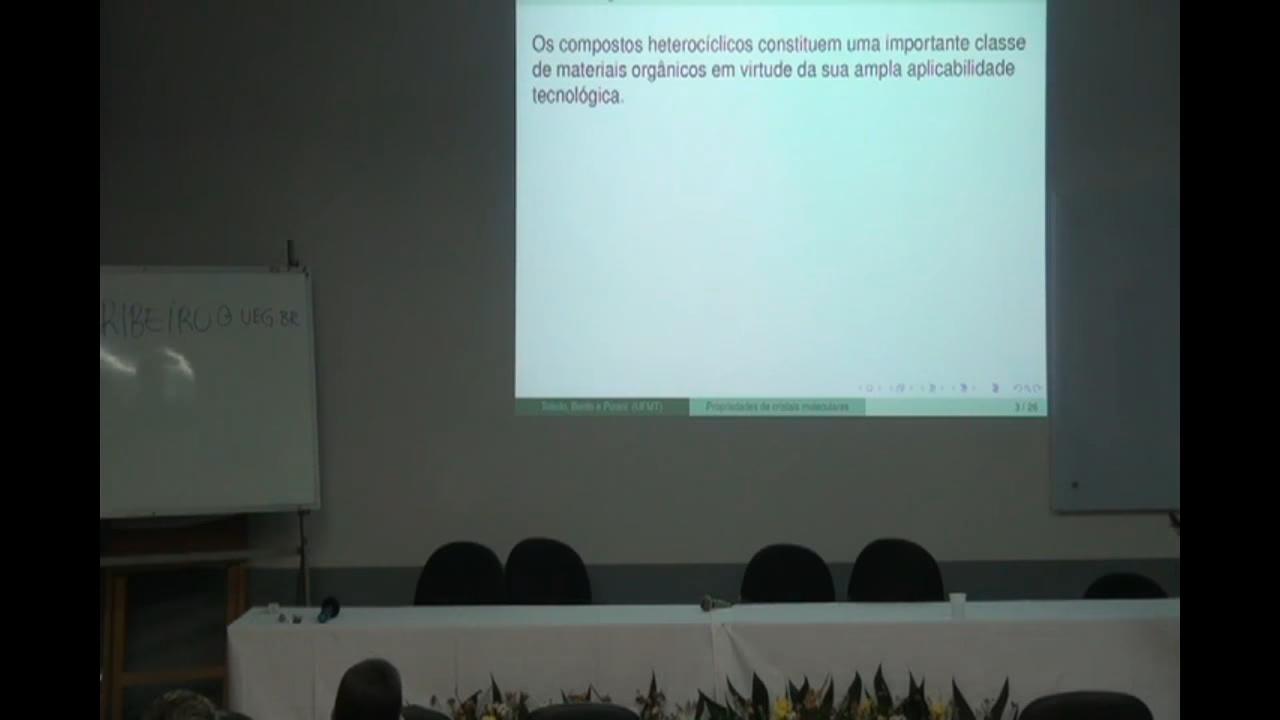 Os compostos heterocíclicos constituem uma importante classe
de materiais orgânicos em virtude da sua ampla aplicabilidade
tecnológica.
RIBEIRO@UEG.BR
(UFMT)
Propriedades de cristais moleculares
3 / 26